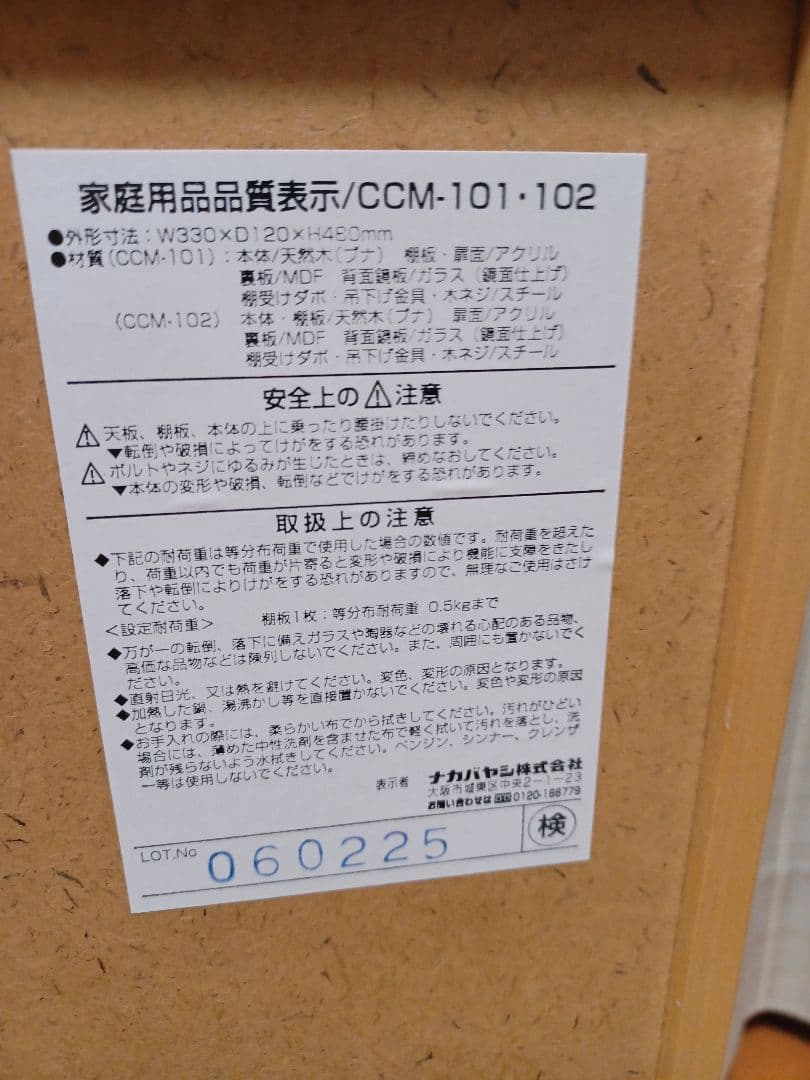 家庭用品品質表示/CCM-101・102
●外形寸法：W330×D120×H480mm
●材質（CCM-101）：本体/天然木（ブナ） 棚板・扉面/アクリル
裏板/MDF 背面鏡板/ガラス（鏡面仕上げ）
棚受けダボ・吊下げ金具・木ネジ/スチール
（CCM-102） 本体・棚板/天然木（ブナ） 扉面/アクリル
裏板/MDF 背面鏡板/ガラス（鏡面仕上げ）
棚受けダボ・吊下げ金具・木ネジ/スチール
安全上の⚠注意
⚠天板、棚板、本体の上に乗ったり腰掛けたりしないでください。
▼転倒や破損によってけがをする恐れがあります。
⚠ボルトやネジにゆるみが生じたときは、締めなおしてください。
▼本体の変形や破損、転倒などでけがをする恐れがあります。
取扱上の注意
◆下記の耐荷重は等分布荷重で使用した場合の数値です。耐荷重を超えた
り、荷重以内でも荷重が片寄ると変形や破損により機能に支障をきたし
落下や転倒によりけがをする恐れがありますので、無理なご使用はさけ
てください。
＜設定耐荷重＞ 棚板1枚：等分布耐荷重 0.5kgまで
◆万が一の転倒、落下に備えガラスや陶器などの壊れる心配のある品物、
高価な品物などは陳列しないでください。また、周囲にも置かないでく
ださい。
◆直射日光、又は熱を避けてください。変色、変形の原因となります。
◆加熱した鍋、湯沸かし等を直接置かないでください。変色や変形の原因
となります。
◆お手入れの際には、柔らかい布でから拭きしてください。汚れがひどい
場合には、薄めた中性洗剤を含ませた布で軽く拭いて汚れを落とし、洗
剤が残らないよう水拭きしてください。ベンジン、シンナー、クレンザ
ー等は使用しないでください。
表示者 ナカバヤシ株式会社
大阪市城東区中央2-1-23
お問い合わせは 0120-166779
LOT.No 060225 検